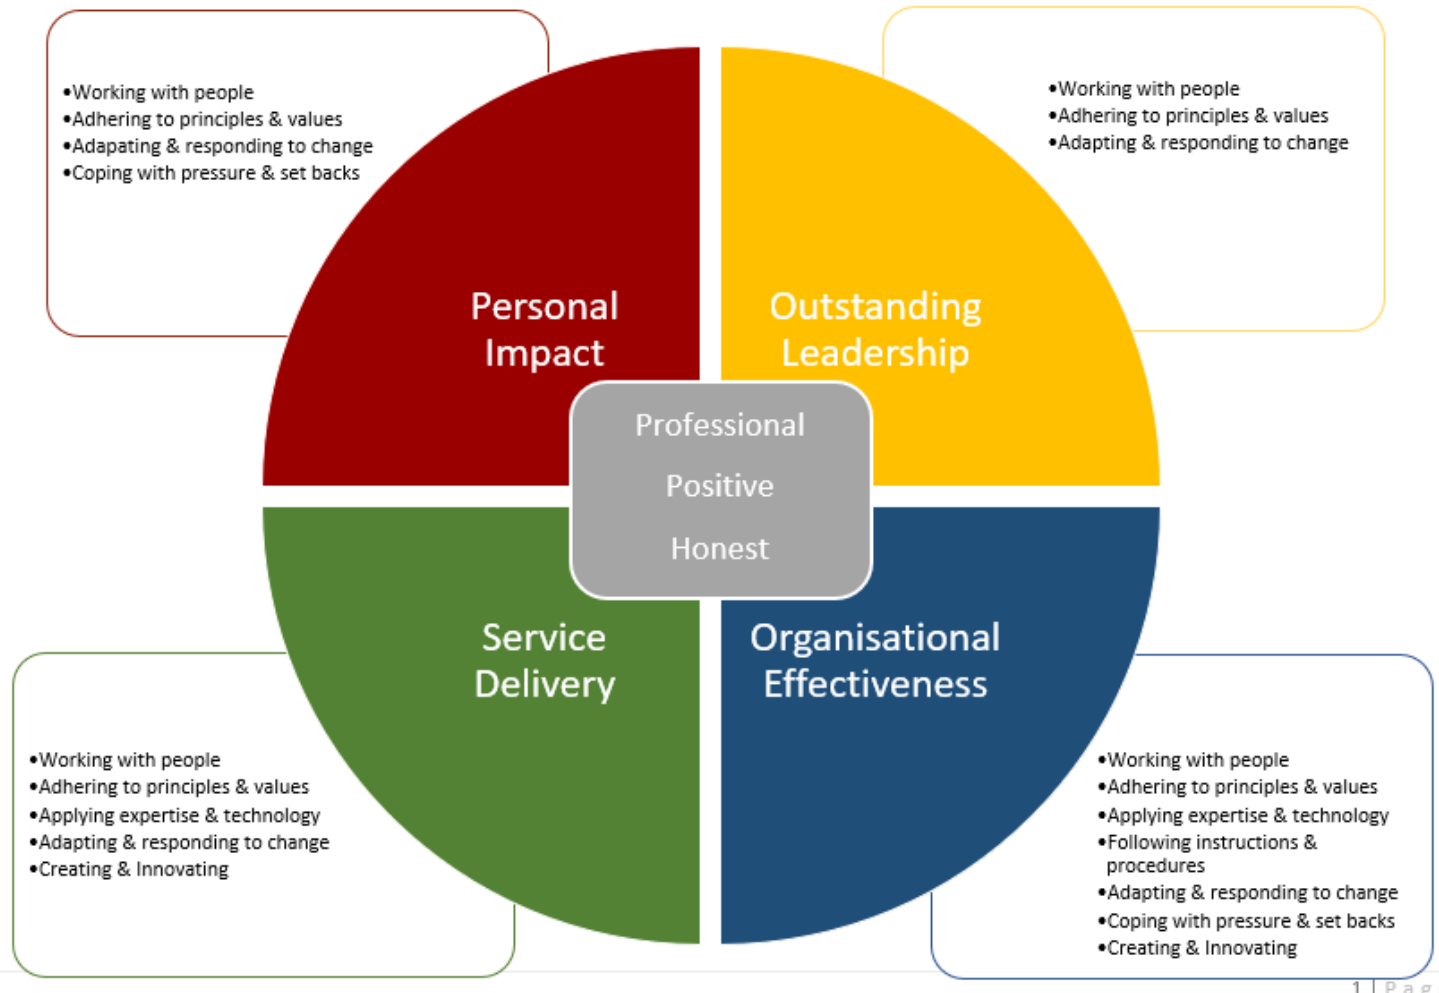 •Working with people
•Adhering to principles & values
•Adapating & responding to change
•Coping with pressure & set backs
•Working with people
•Adhering to principles & values
•Adapting & responding to change
Personal
Impact
Outstanding
Leadership
Professional
Positive
Honest
Service
Delivery
Organisational
Effectiveness
•Working with people
•Adhering to principles & values
•Applying expertise & technology
•Adapting & responding to change
•Creating & Innovating
•Working with people
•Adhering to principles & values
•Applying expertise & technology
•Following instructions &
procedures
•Adapting & responding to change
•Coping with pressure & set backs
•Creating & Innovating
1 | P a g